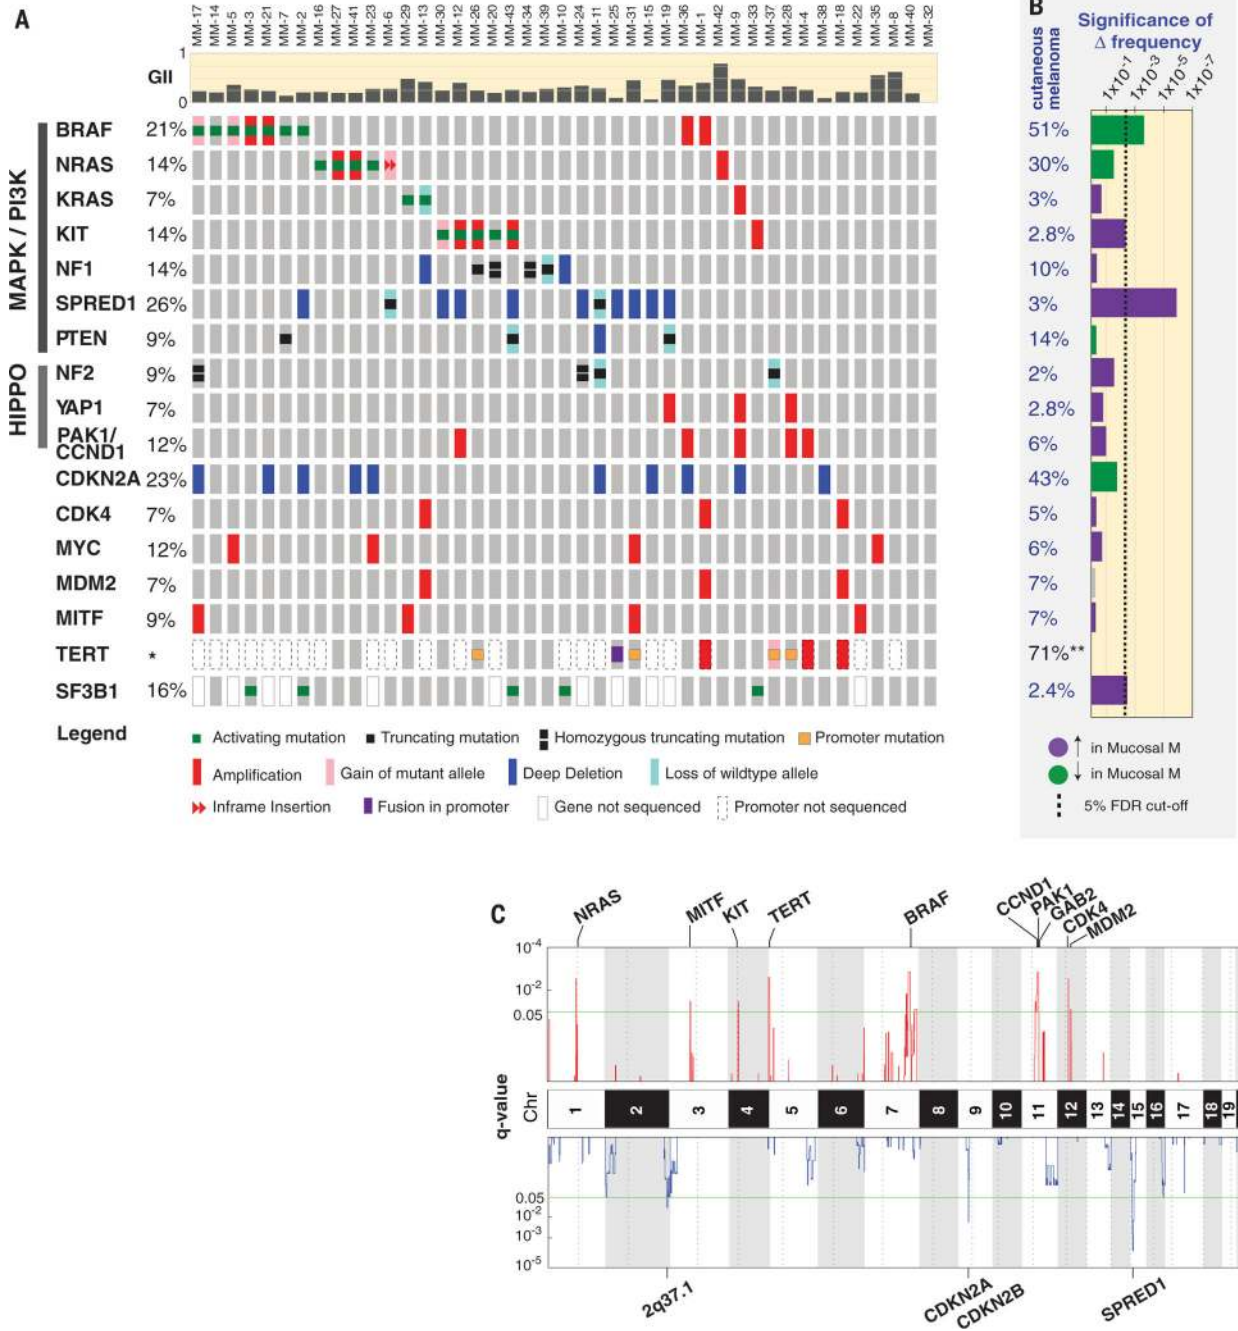 A
MM-17 MM-14 MM-5 MM-3 MM-21 MM-7 MM-2 MM-16 MM-27 MM-41 MM-23 MM-6 MM-29 MM-13 MM-30 MM-12 MM-26 MM-20 MM-43 MM-34 MM-39 MM-10 MM-24 MM-11 MM-25 MM-31 MM-15 MM-19 MM-36 MM-1 MM-42 MM-9 MM-33 MM-37 MM-28 MM-4 MM-38 MM-18 MM-22 MM-35 MM-8 MM-40 MM-32
1
GII
0
MAPK / PI3K
BRAF 21%
NRAS 14%
KRAS 7%
KIT 14%
NF1 14%
SPRED1 26%
PTEN 9%
HIPPO
NF2 9%
YAP1 7%
PAK1/
CCND1 12%
CDKN2A 23%
CDK4 7%
MYC 12%
MDM2 7%
MITF 9%
TERT *
SF3B1 16%
Legend
Activating mutation Truncating mutation Homozygous truncating mutation Promoter mutation
Amplification Gain of mutant allele Deep Deletion Loss of wildtype allele
Inframe Insertion Fusion in promoter Gene not sequenced Promoter not sequenced
B
Significance of
Δ frequency
cutaneous
melanoma
1x10-1 1x10-3 1x10-5 1x10-7
51%
30%
3%
2.8%
10%
3%
14%
2%
2.8%
6%
43%
5%
6%
7%
7%
71%**
2.4%
↑ in Mucosal M
↓ in Mucosal M
5% FDR cut-off
C
NRAS MITF KIT TERT BRAF CCND1 PAK1 GAB2 CDK4 MDM2
10-4
10-2
0.05
q-value
Chr 1 2 3 4 5 6 7 8 9 10 11 12 13 14 15 16 17 18 19
0.05
10-2
10-3
10-5
2q37.1 CDKN2A CDKN2B SPRED1